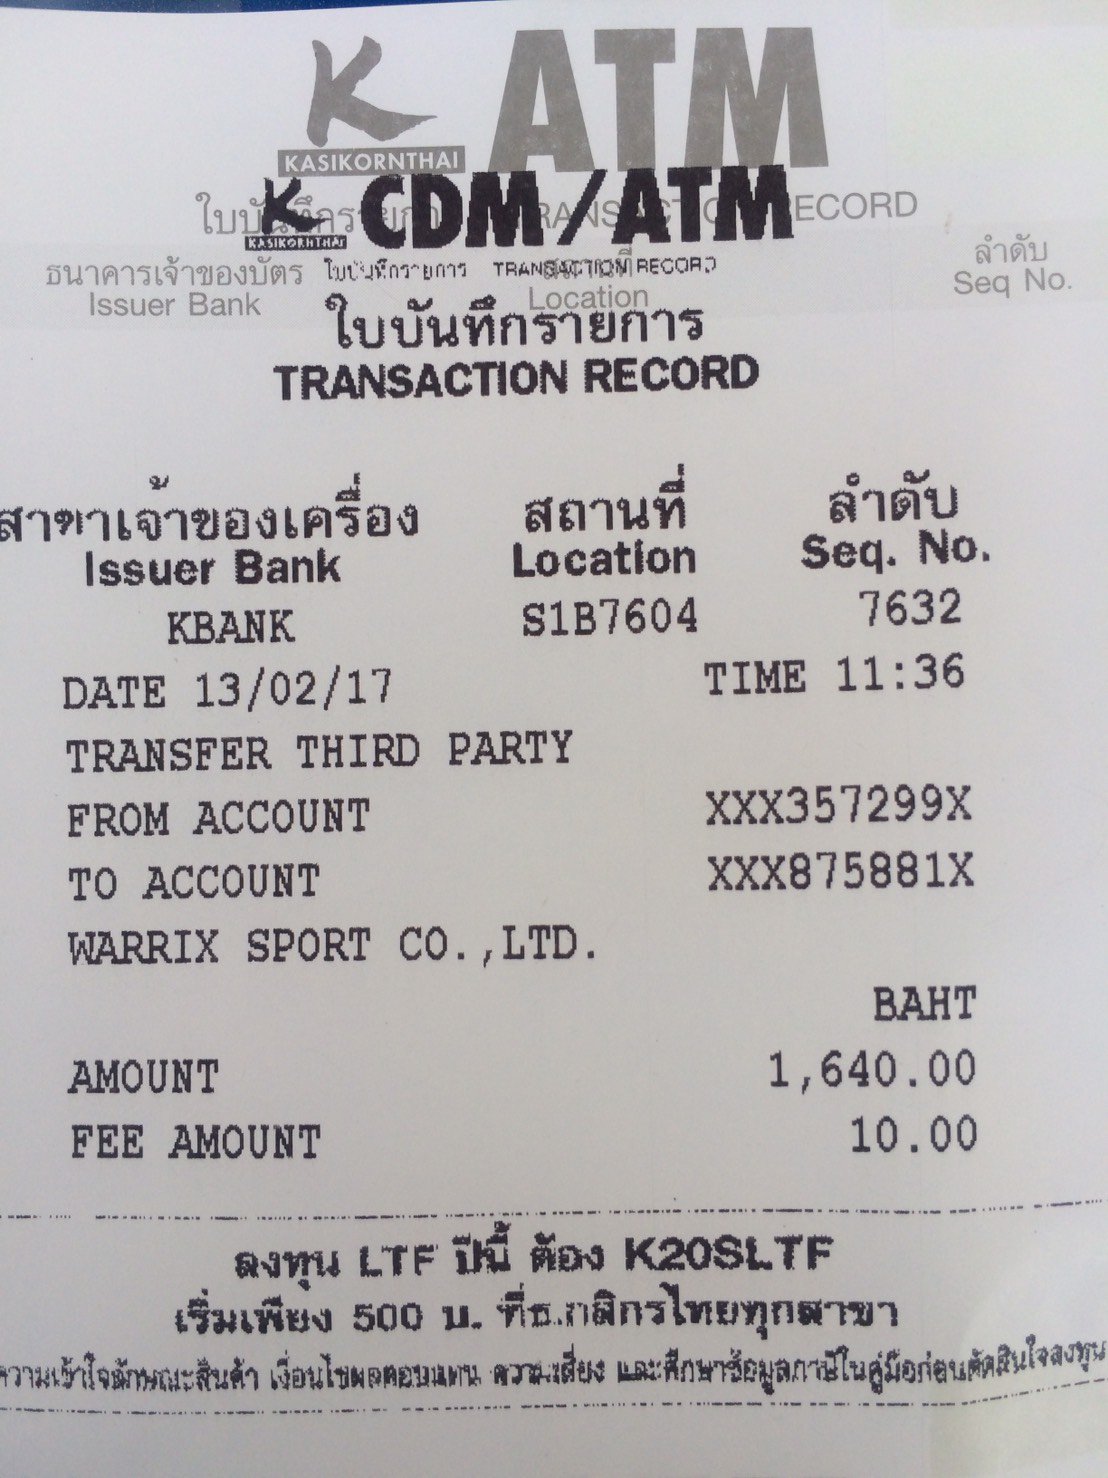 K ATM
KASIKORNTHAI
K CDM/ATM
KASIKORNTHAI
ใบบันทึกรายการ TRANSACTION RECORD
ใบบันทึกรายการ TRANSACTION RECORD
ธนาคารเจ้าของบัตร สถานที่ ลำดับ
Issuer Bank Location Seq No.
ใบบันทึกรายการ
TRANSACTION RECORD
สาขาเจ้าของเครื่อง สถานที่ ลำดับ
Issuer Bank Location Seq. No.
KBANK S1B7604 7632
DATE 13/02/17 TIME 11:36
TRANSFER THIRD PARTY
FROM ACCOUNT XXX357299X
TO ACCOUNT XXX875881X
WARRIX SPORT CO.,LTD.
BAHT
AMOUNT 1,640.00
FEE AMOUNT 10.00
ลงทุน LTF ปีนี้ ต้อง K20SLTF
เริ่มเพียง 500 บ. ที่ธ.กสิกรไทยทุกสาขา
ความเข้าใจลักษณะสินค้า เงื่อนไขผลตอบแทน ความเสี่ยง และศึกษาข้อมูลภาษีในคู่มือก่อนตัดสินใจลงทุน